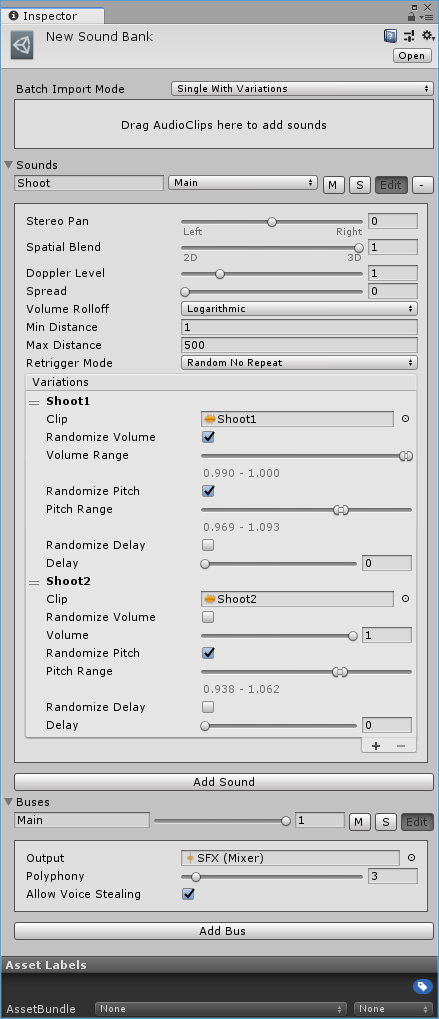 Inspector
New Sound Bank
Open
Batch Import Mode Single With Variations
Drag AudioClips here to add sounds
Sounds
Shoot Main M S Edit -
Stereo Pan 0
Left Right
Spatial Blend 1
2D 3D
Doppler Level 1
Spread 0
Volume Rolloff Logarithmic
Min Distance 1
Max Distance 500
Retrigger Mode Random No Repeat
Variations
Shoot1
Clip Shoot1
Randomize Volume
Volume Range
0.990 - 1.000
Randomize Pitch
Pitch Range
0.969 - 1.093
Randomize Delay
Delay 0
Shoot2
Clip Shoot2
Randomize Volume
Volume 1
Randomize Pitch
Pitch Range
0.938 - 1.062
Randomize Delay
Delay 0
+ −
Add Sound
Buses
Main 1 M S Edit
Output SFX (Mixer)
Polyphony 3
Allow Voice Stealing
Add Bus
Asset Labels
AssetBundle None None